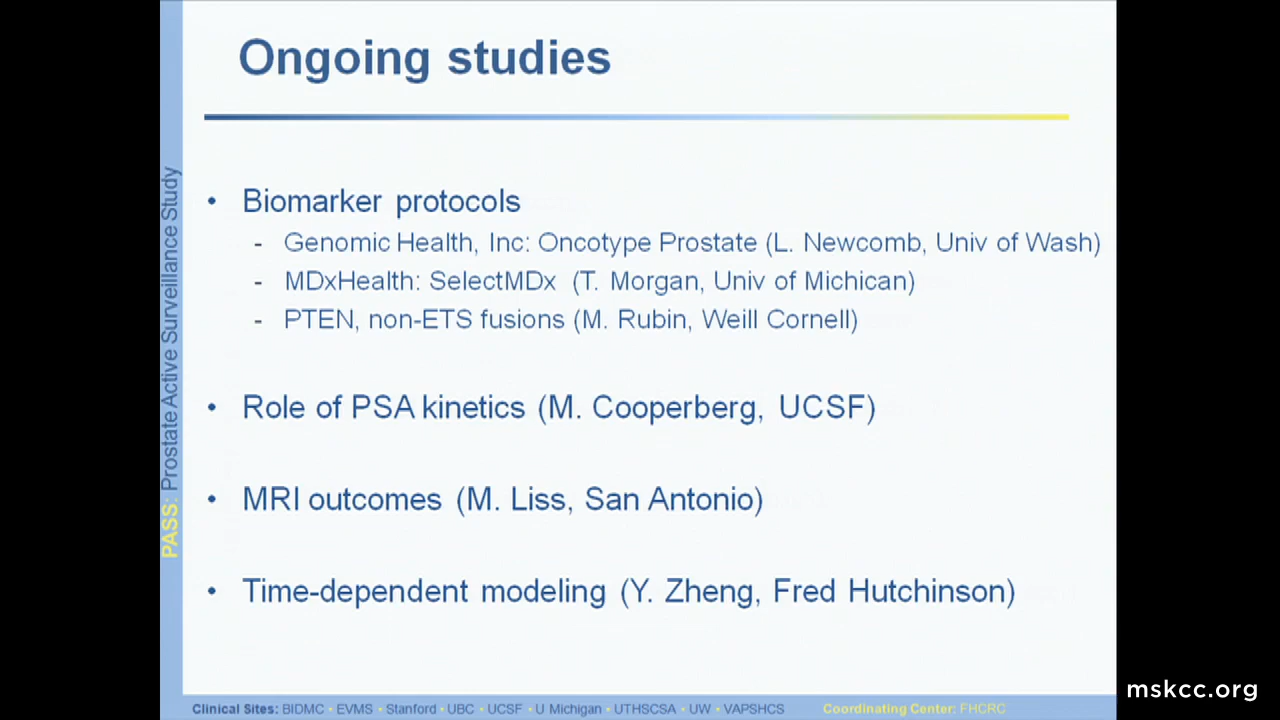 Ongoing studies
• Biomarker protocols
- Genomic Health, Inc: Oncotype Prostate (L. Newcomb, Univ of Wash)
- MDxHealth: SelectMDx (T. Morgan, Univ of Michican)
- PTEN, non-ETS fusions (M. Rubin, Weill Cornell)
• Role of PSA kinetics (M. Cooperberg, UCSF)
• MRI outcomes (M. Liss, San Antonio)
• Time-dependent modeling (Y. Zheng, Fred Hutchinson)
PASS: Prostate Active Surveillance Study
Clinical Sites: BIDMC • EVMS • Stanford • UBC • UCSF • U Michigan • UTHSCSA • UW • VAPSHCS Coordinating Center: FHCRC
mskcc.org